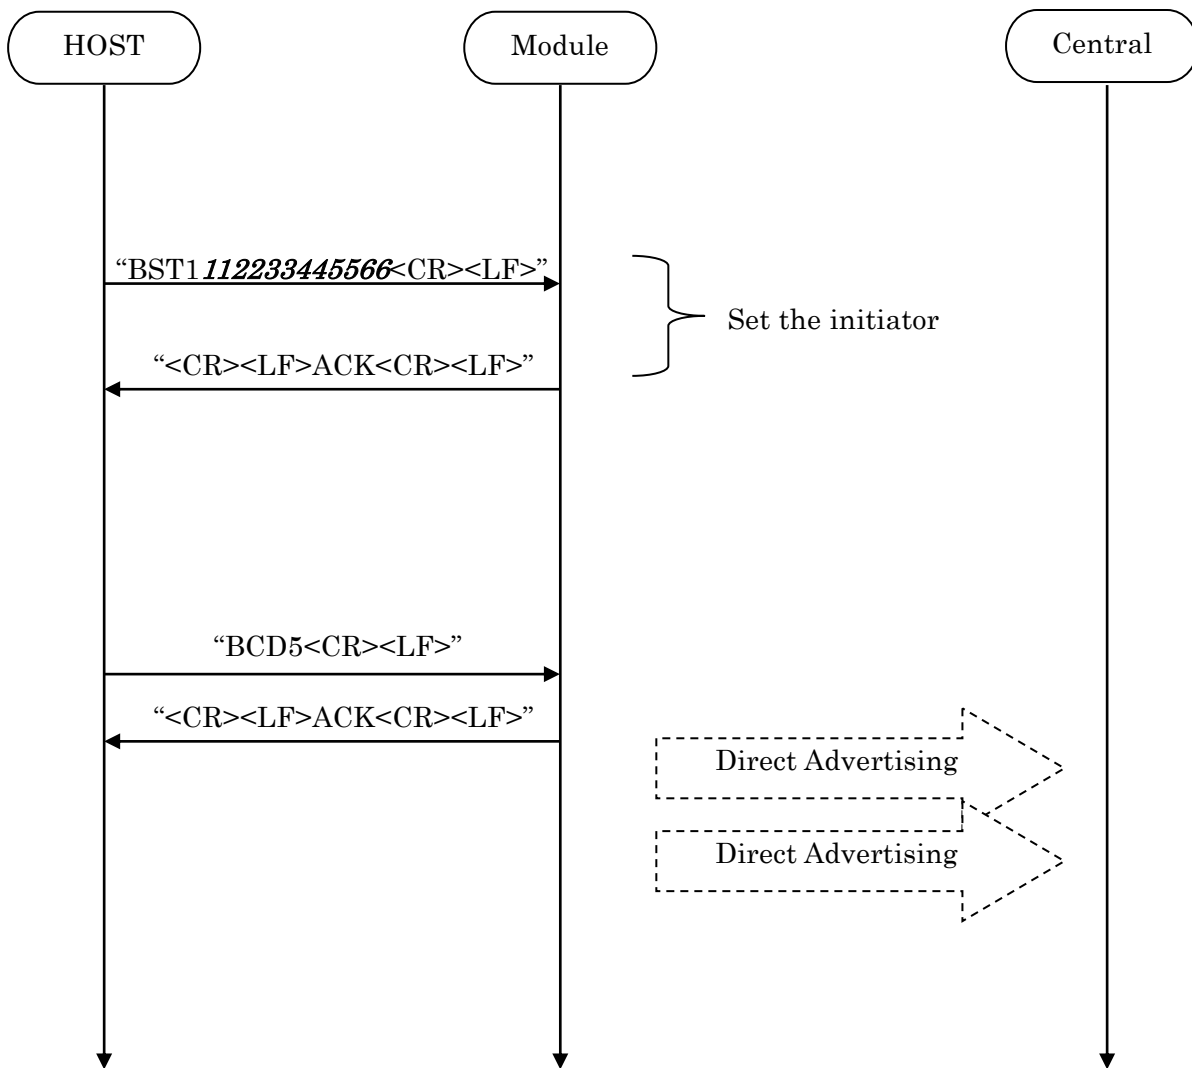 HOST
Module
Central
“BST1112233445566<CR><LF>”
Set the initiator
“<CR><LF>ACK<CR><LF>”
“BCD5<CR><LF>”
“<CR><LF>ACK<CR><LF>”
Direct Advertising
Direct Advertising